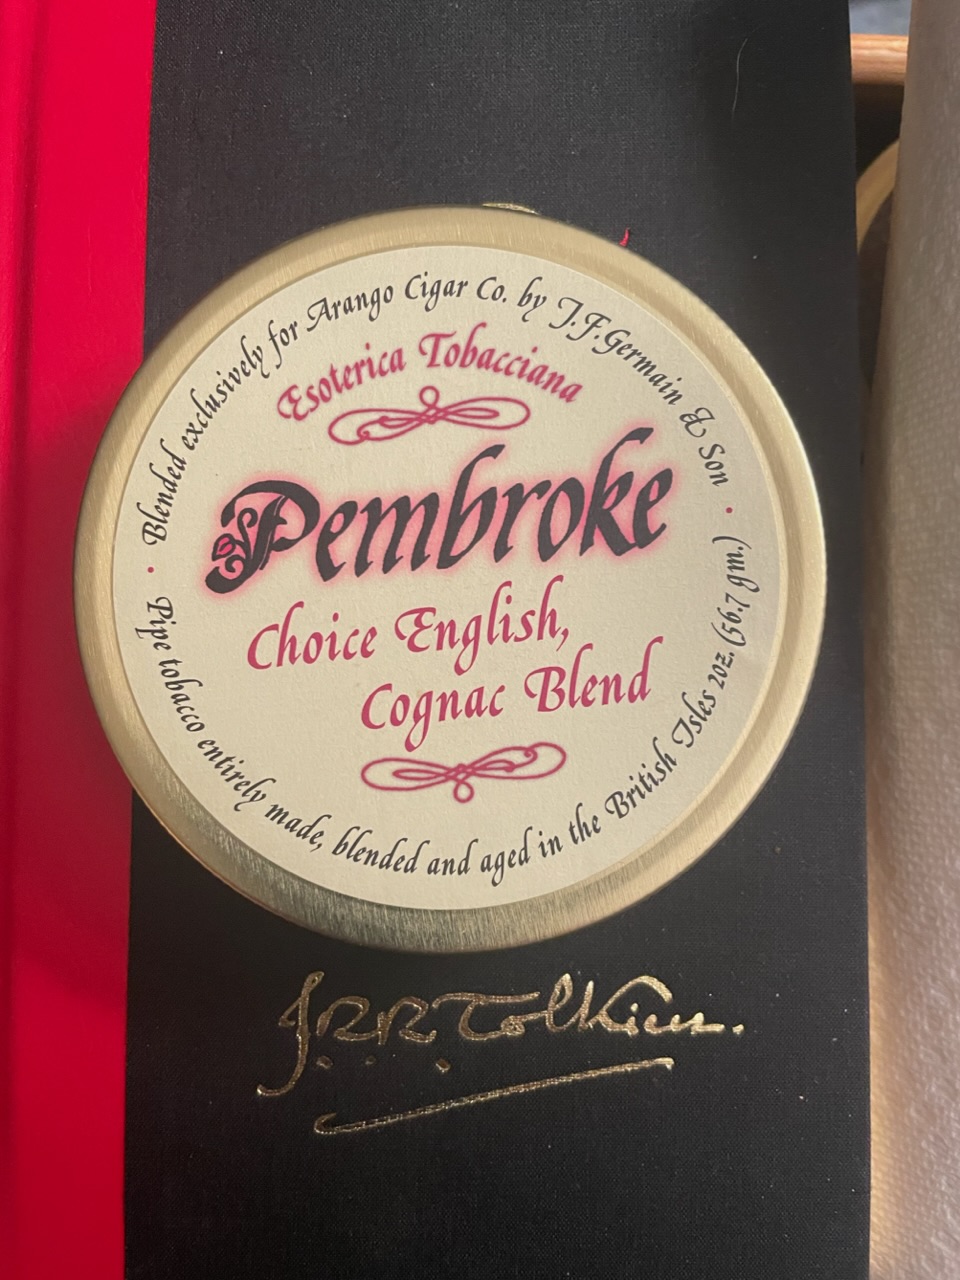 Blended exclusively for Arango Cigar Co. by J.F.Germain & Son
Esoterica Tobacciana
Pembroke
Choice English,
Cognac Blend
Pipe tobacco entirely made, blended and aged in the British Isles 2oz. (56.7 gm.)
J.R.R. Tolkien.